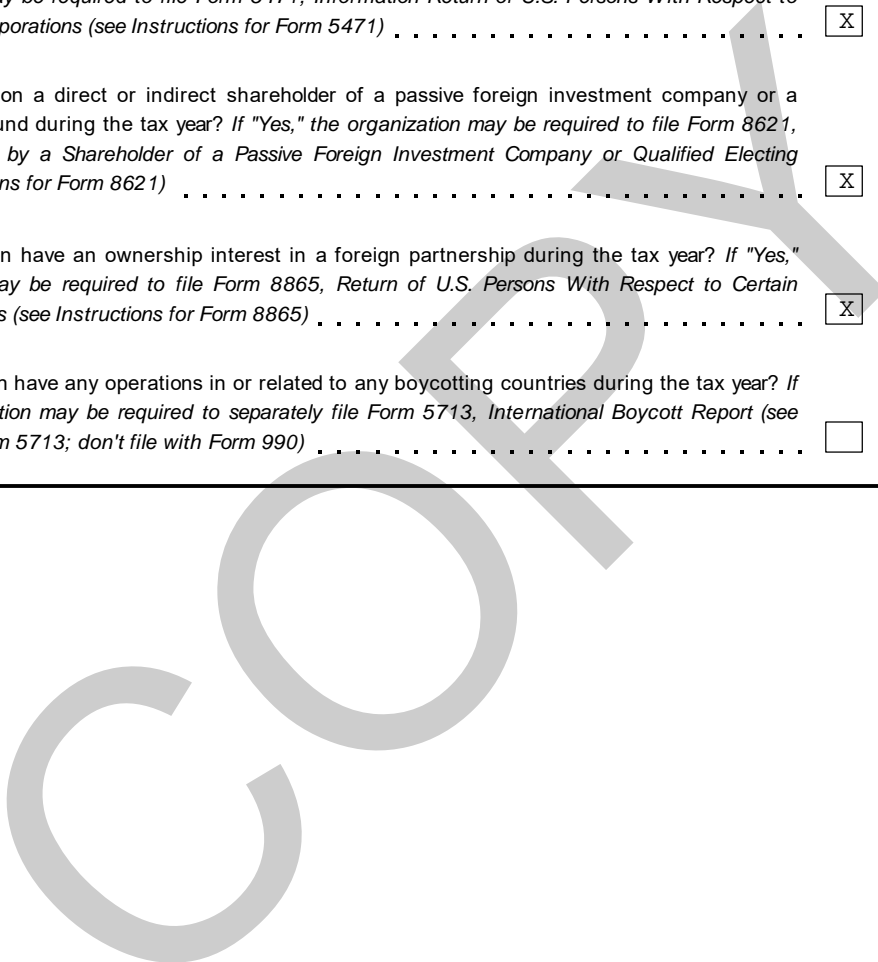 be required to file Form 5471, Information Return of U.S. Persons With Respect to
porations (see Instructions for Form 5471) X
on a direct or indirect shareholder of a passive foreign investment company or a
und during the tax year? If "Yes," the organization may be required to file Form 8621,
by a Shareholder of a Passive Foreign Investment Company or Qualified Electing
ns for Form 8621) X
n have an ownership interest in a foreign partnership during the tax year? If "Yes,"
ay be required to file Form 8865, Return of U.S. Persons With Respect to Certain
s (see Instructions for Form 8865) X
n have any operations in or related to any boycotting countries during the tax year? If
tion may be required to separately file Form 5713, International Boycott Report (see
m 5713; don't file with Form 990)
COPY